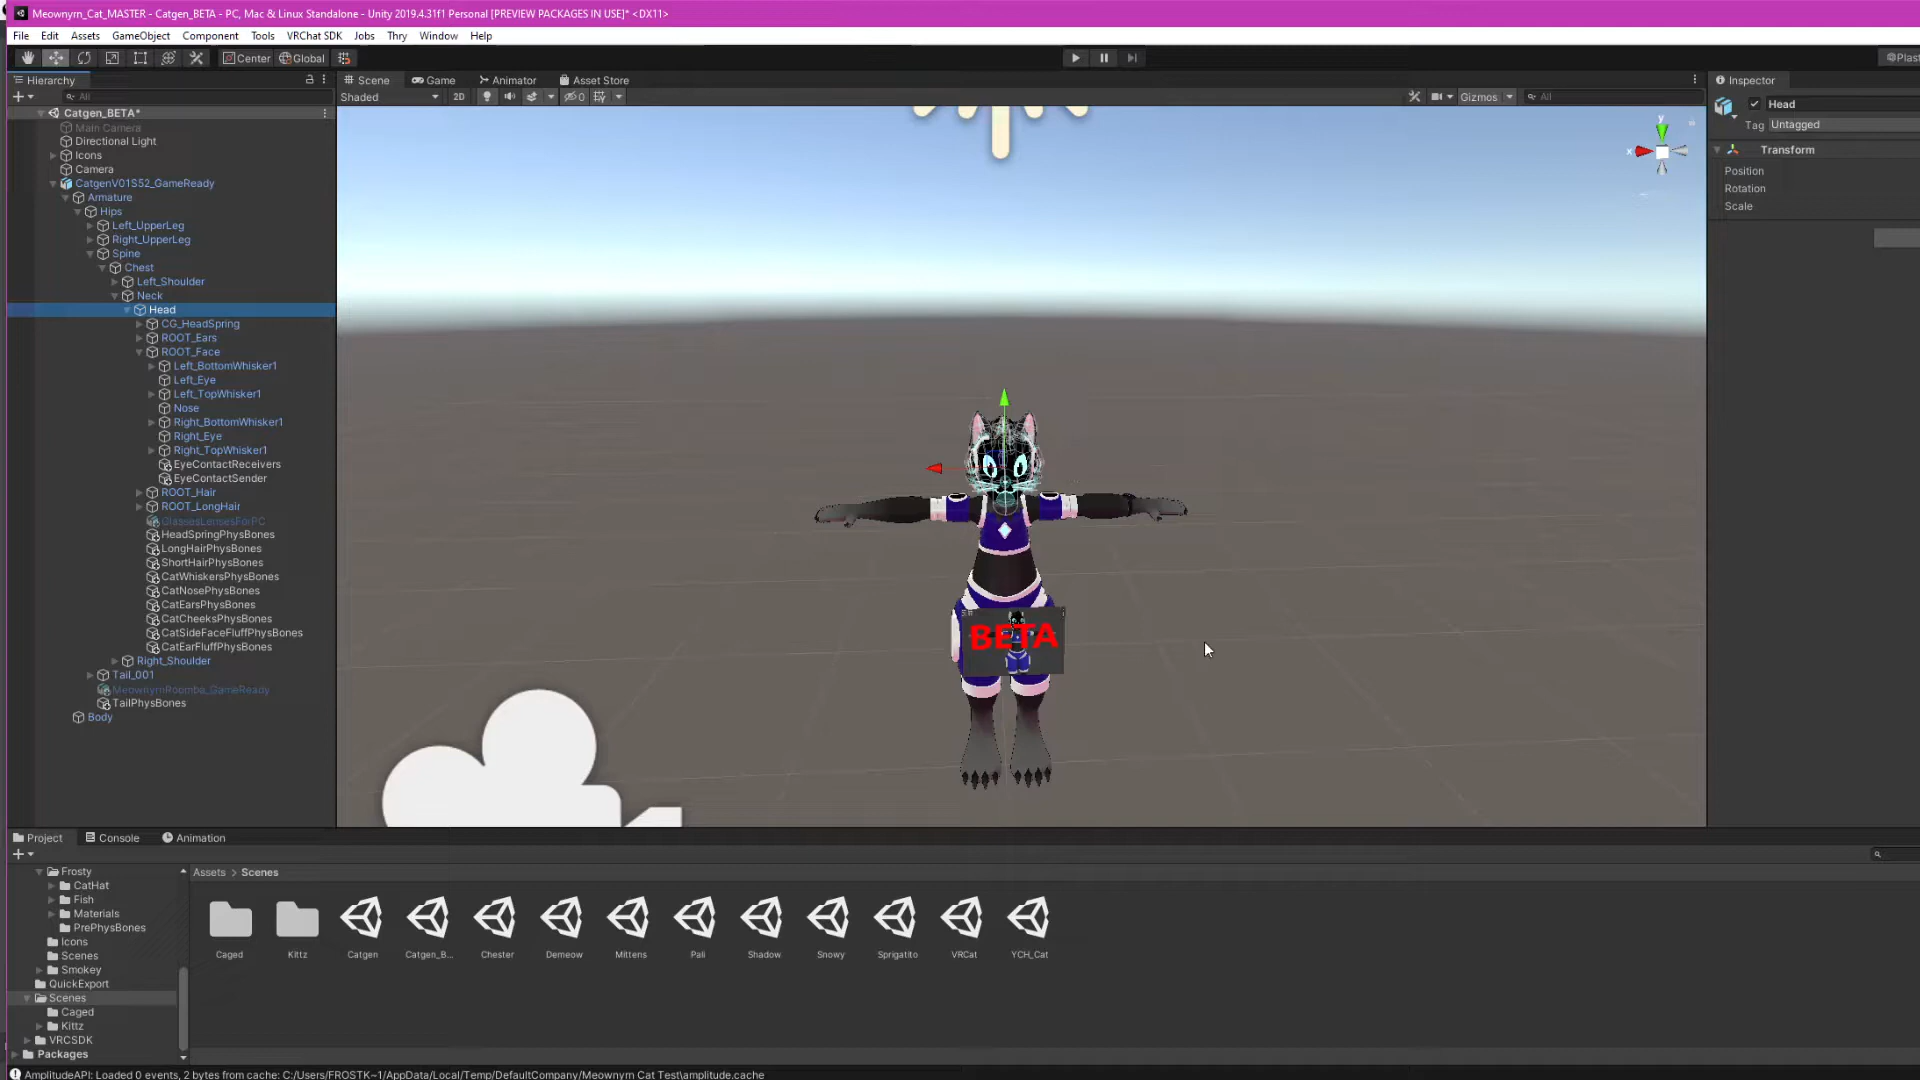 Meownym_Cat_MASTER - Catgen_BETA - PC, Mac & Linux Standalone - Unity 2019.4.31f1 Personal [PREVIEW PACKAGES IN USE]* <DX11>
File Edit Assets GameObject Component Tools VRChat SDK Jobs Thry Window Help
Center Global
Hierarchy
Scene Game Animator Asset Store
Inspector
All
Shaded 2D 0 Gizmos All
Catgen_BETA*
Main Camera
Directional Light
Icons
Camera
CatgenV01S52_GameReady
Armature
Hips
Left_UpperLeg
Right_UpperLeg
Spine
Chest
Left_Shoulder
Neck
Head
CG_HeadSpring
ROOT_Ears
ROOT_Face
Left_BottomWhisker1
Left_Eye
Left_TopWhisker1
Nose
Right_BottomWhisker1
Right_Eye
Right_TopWhisker1
EyeContactReceivers
EyeContactSender
ROOT_Hair
ROOT_LongHair
GlassesLensesForPC
HeadSpringPhysBones
LongHairPhysBones
ShortHairPhysBones
CatWhiskersPhysBones
CatNosePhysBones
CatEarsPhysBones
CatCheeksPhysBones
CatSideFaceFluffPhysBones
CatEarFluffPhysBones
Right_Shoulder
Tail_001
MeownymRoomba_GameReady
TailPhysBones
Body
y
x
BETA
Head
Tag Untagged
Transform
Position
Rotation
Scale
Project Console Animation
Frosty
CatHat
Fish
Materials
PrePhysBones
Icons
Scenes
Smokey
QuickExport
Scenes
Caged
Kittz
VRCSDK
Packages
Assets > Scenes
Caged Kittz Catgen Catgen_B... Chester Demeow Mittens Pali Shadow Snowy Sprigatito VRCat YCH_Cat
AmplitudeAPI: Loaded 0 events, 2 bytes from cache: C:/Users/FROSTK~1/AppData/Local/Temp/DefaultCompany/Meownym Cat Test\amplitude.cache